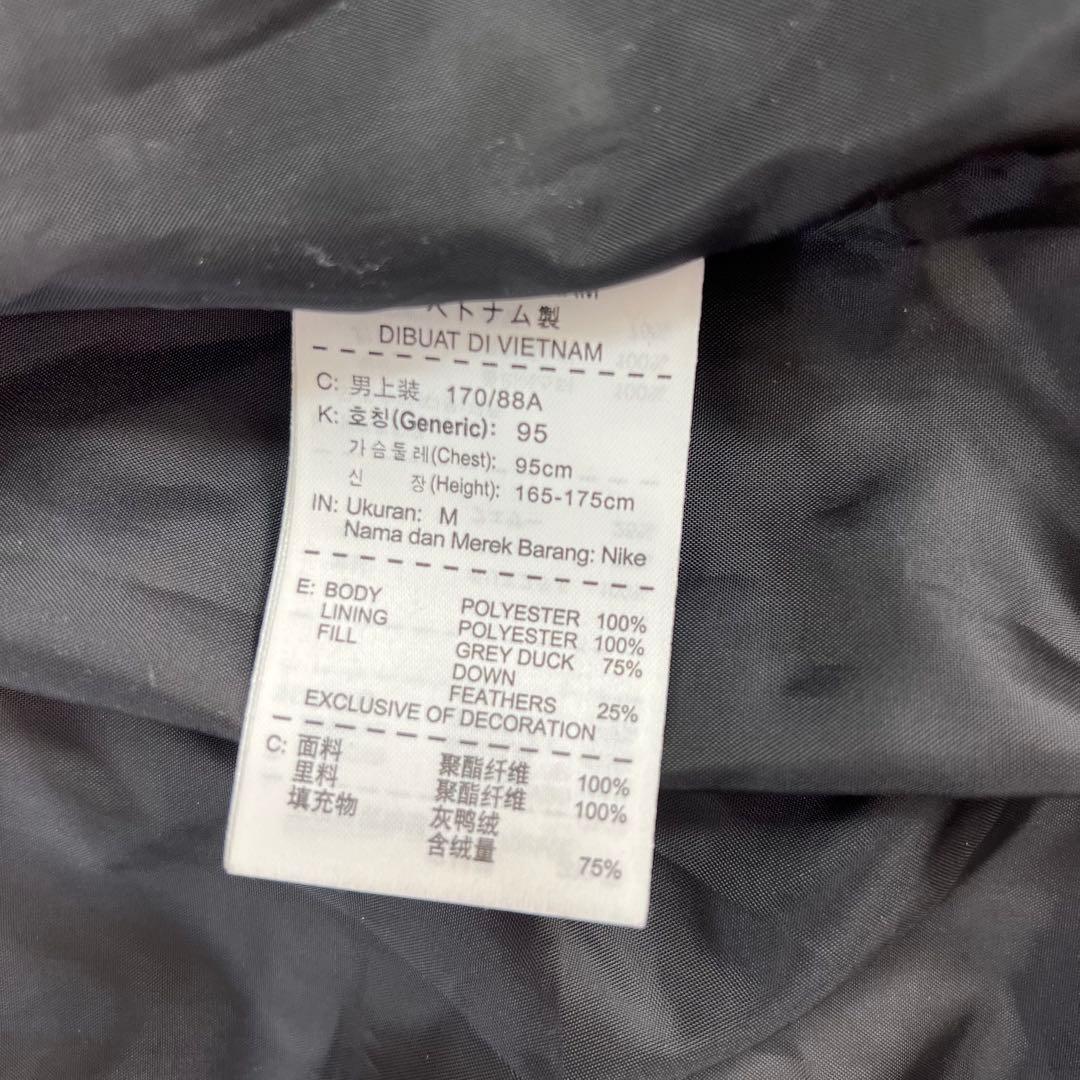 ベトナム製
DIBUAT DI VIETNAM
C: 男上装 170/88A
K: 호칭(Generic): 95
가슴둘레(Chest): 95cm
신 장(Height): 165-175cm
IN: Ukuran: M
Nama dan Merek Barang: Nike
E: BODY POLYESTER 100%
LINING POLYESTER 100%
FILL GREY DUCK 75%
DOWN
FEATHERS 25%
EXCLUSIVE OF DECORATION
C: 面料 聚酯纤维 100%
里料 聚酯纤维 100%
填充物 灰鸭绒
含绒量 75%